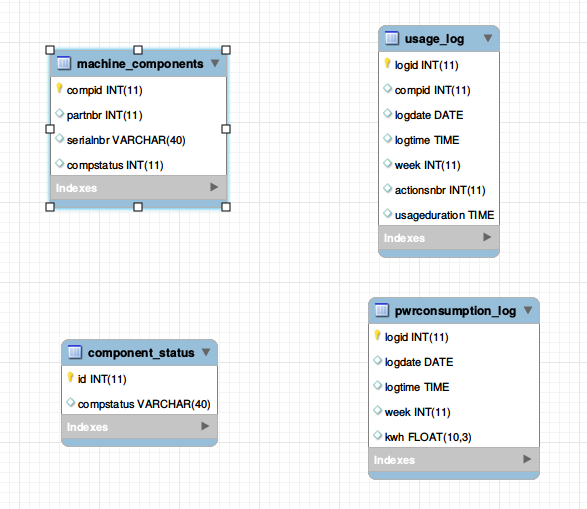 machine_components
compid INT(11)
partnbr INT(11)
serialnbr VARCHAR(40)
compstatus INT(11)
Indexes
usage_log
logid INT(11)
compid INT(11)
logdate DATE
logtime TIME
week INT(11)
actionsnbr INT(11)
usageduration TIME
Indexes
component_status
id INT(11)
compstatus VARCHAR(40)
Indexes
pwrconsumption_log
logid INT(11)
logdate DATE
logtime TIME
week INT(11)
kwh FLOAT(10,3)
Indexes